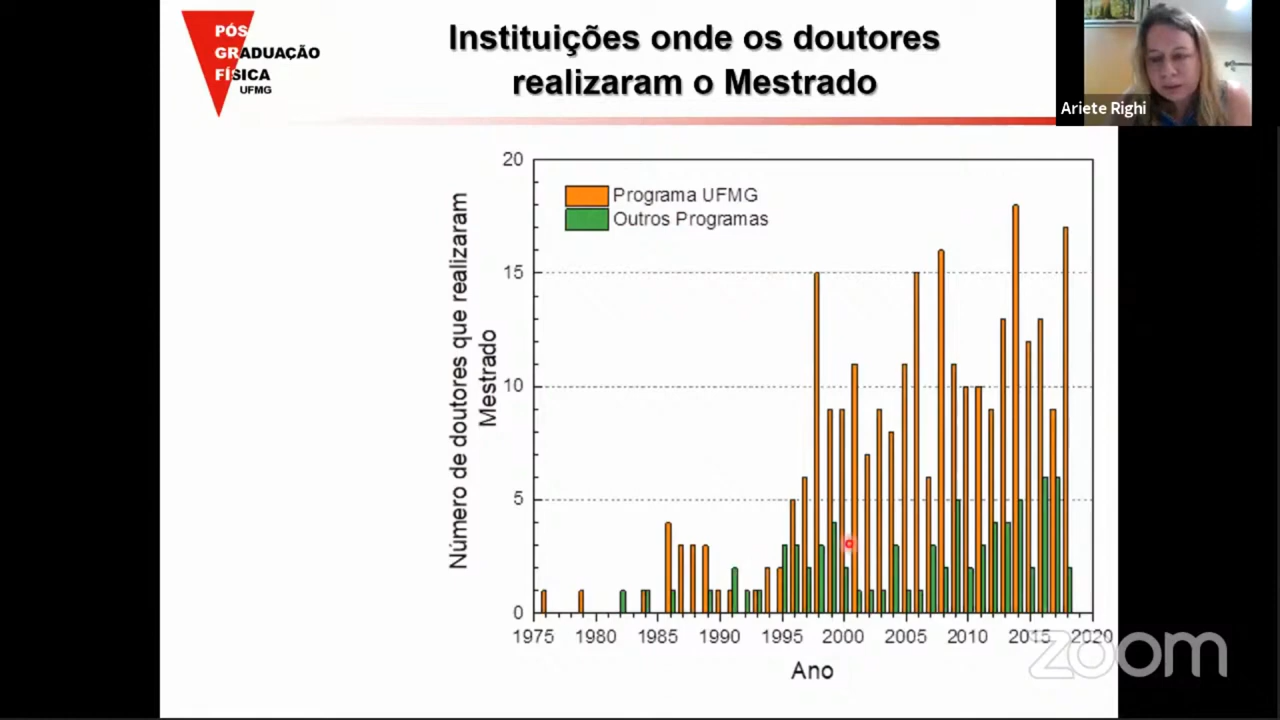 PÓS
GRADUAÇÃO
FÍSICA
UFMG
Instituições onde os doutores
realizaram o Mestrado
Ariete Righi
Número de doutores que realizaram
Mestrado
20
15
10
5
0
Programa UFMG
Outros Programas
1975 1980 1985 1990 1995 2000 2005 2010 2015 2020
Ano
zoom